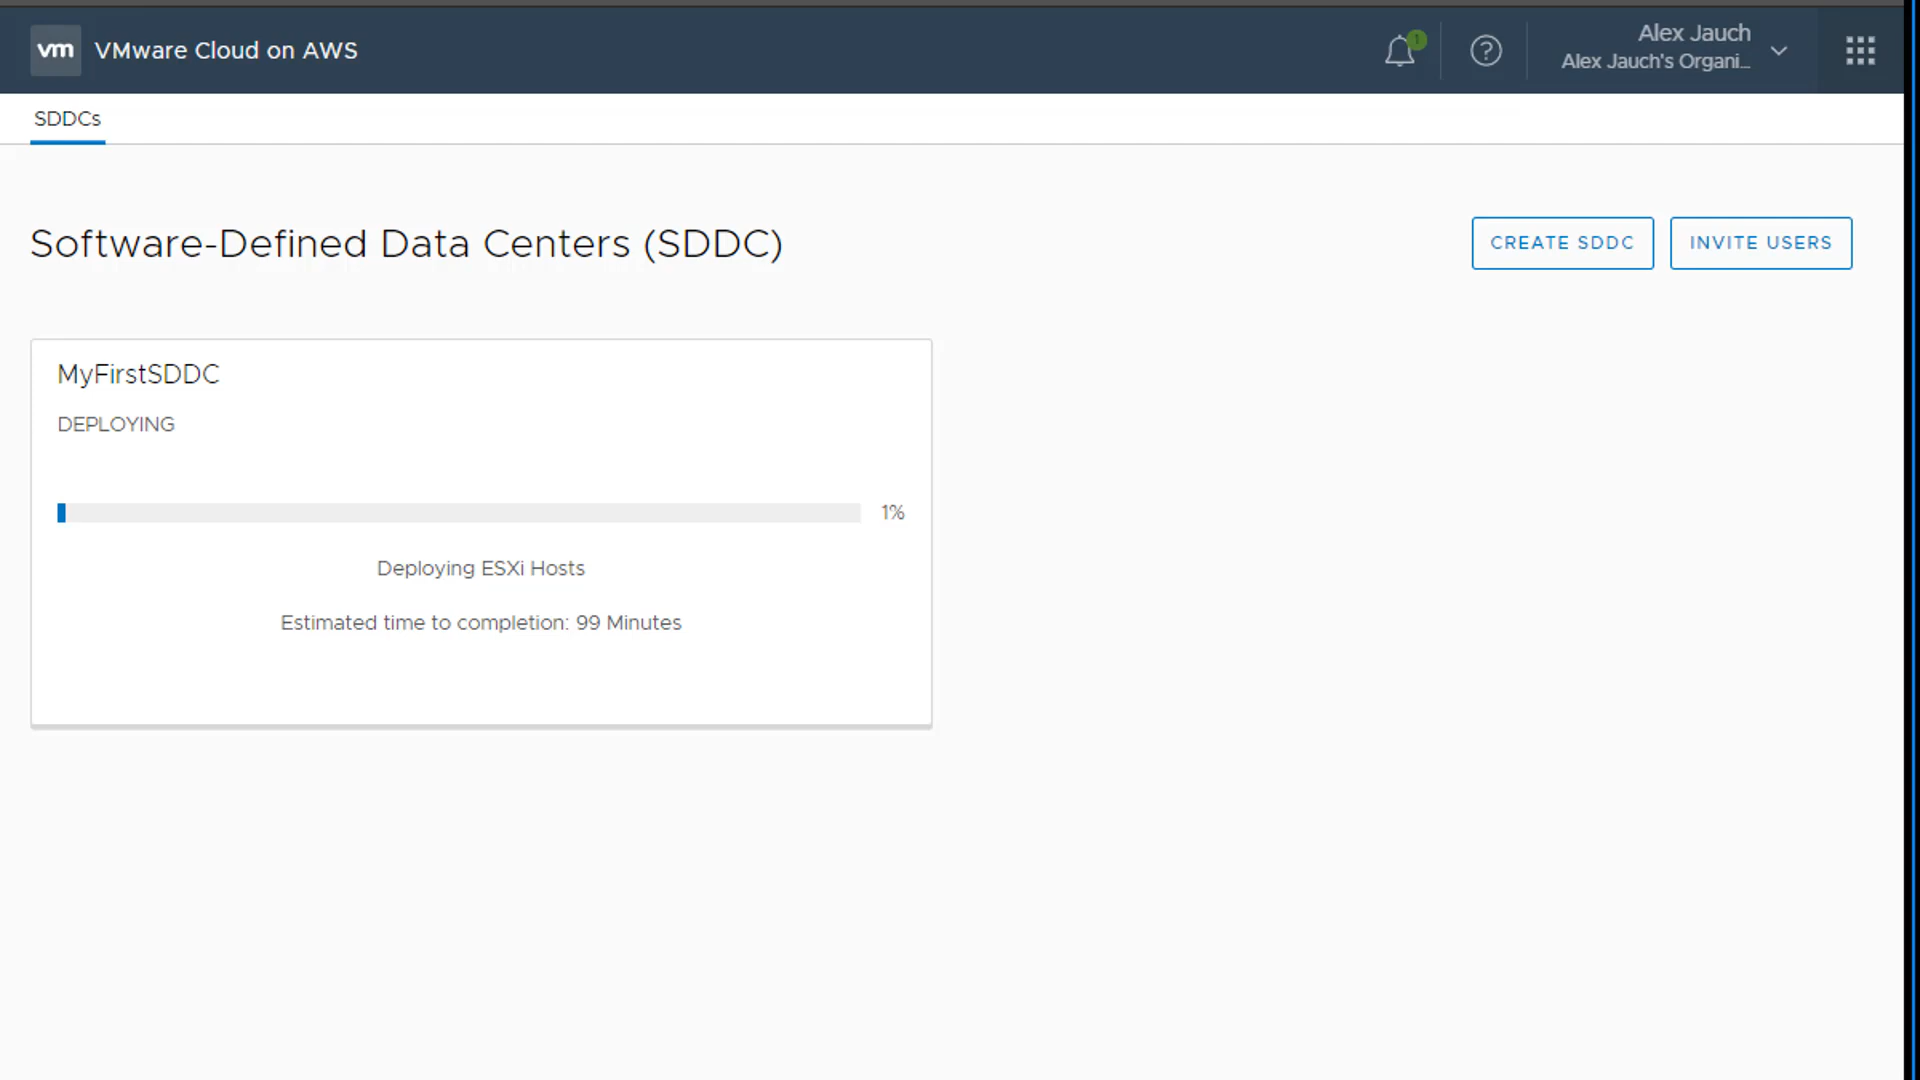 vm VMware Cloud on AWS
1
Alex Jauch
Alex Jauch's Organi...
SDDCs
Software-Defined Data Centers (SDDC)
CREATE SDDC
INVITE USERS
MyFirstSDDC
DEPLOYING
1%
Deploying ESXi Hosts
Estimated time to completion: 99 Minutes